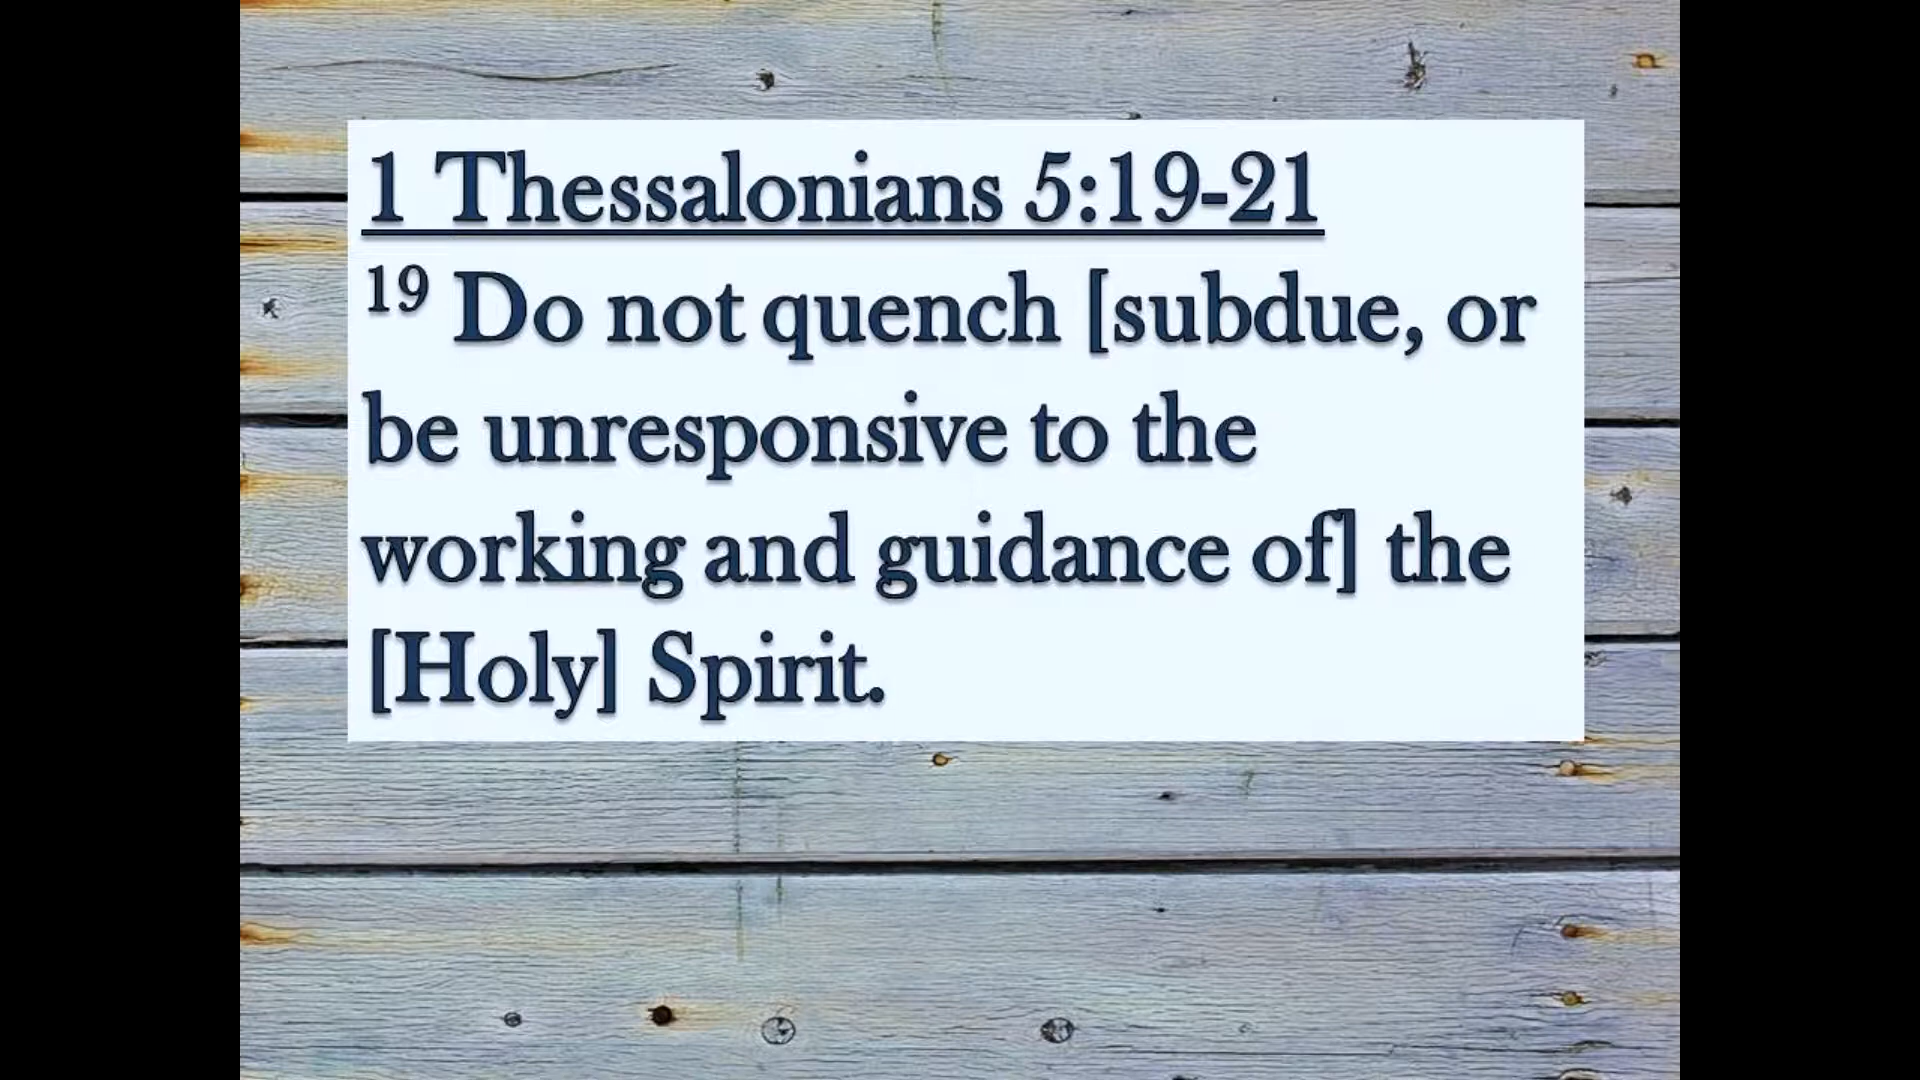 1 Thessalonians 5:19-21
19 Do not quench [subdue, or
be unresponsive to the
working and guidance of] the
[Holy] Spirit.